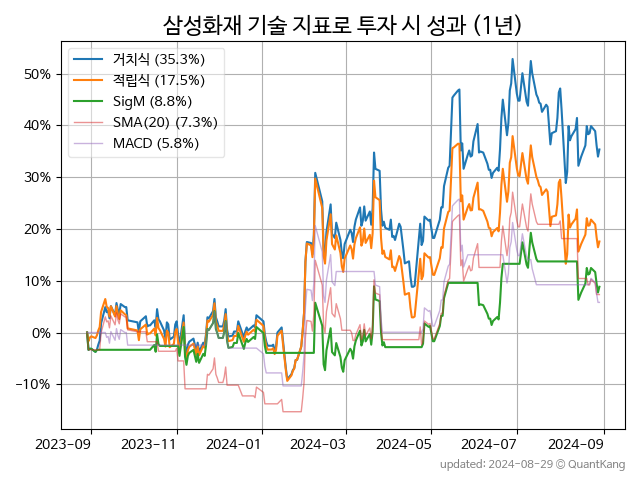 삼성화재 기술 지표로 투자 시 성과 (1년)
거치식 (35.3%)
적립식 (17.5%)
SigM (8.8%)
SMA(20) (7.3%)
MACD (5.8%)
50%
40%
30%
20%
10%
0%
−10%
2023-09 2023-11 2024-01 2024-03 2024-05 2024-07 2024-09
updated: 2024-08-29 © QuantKang